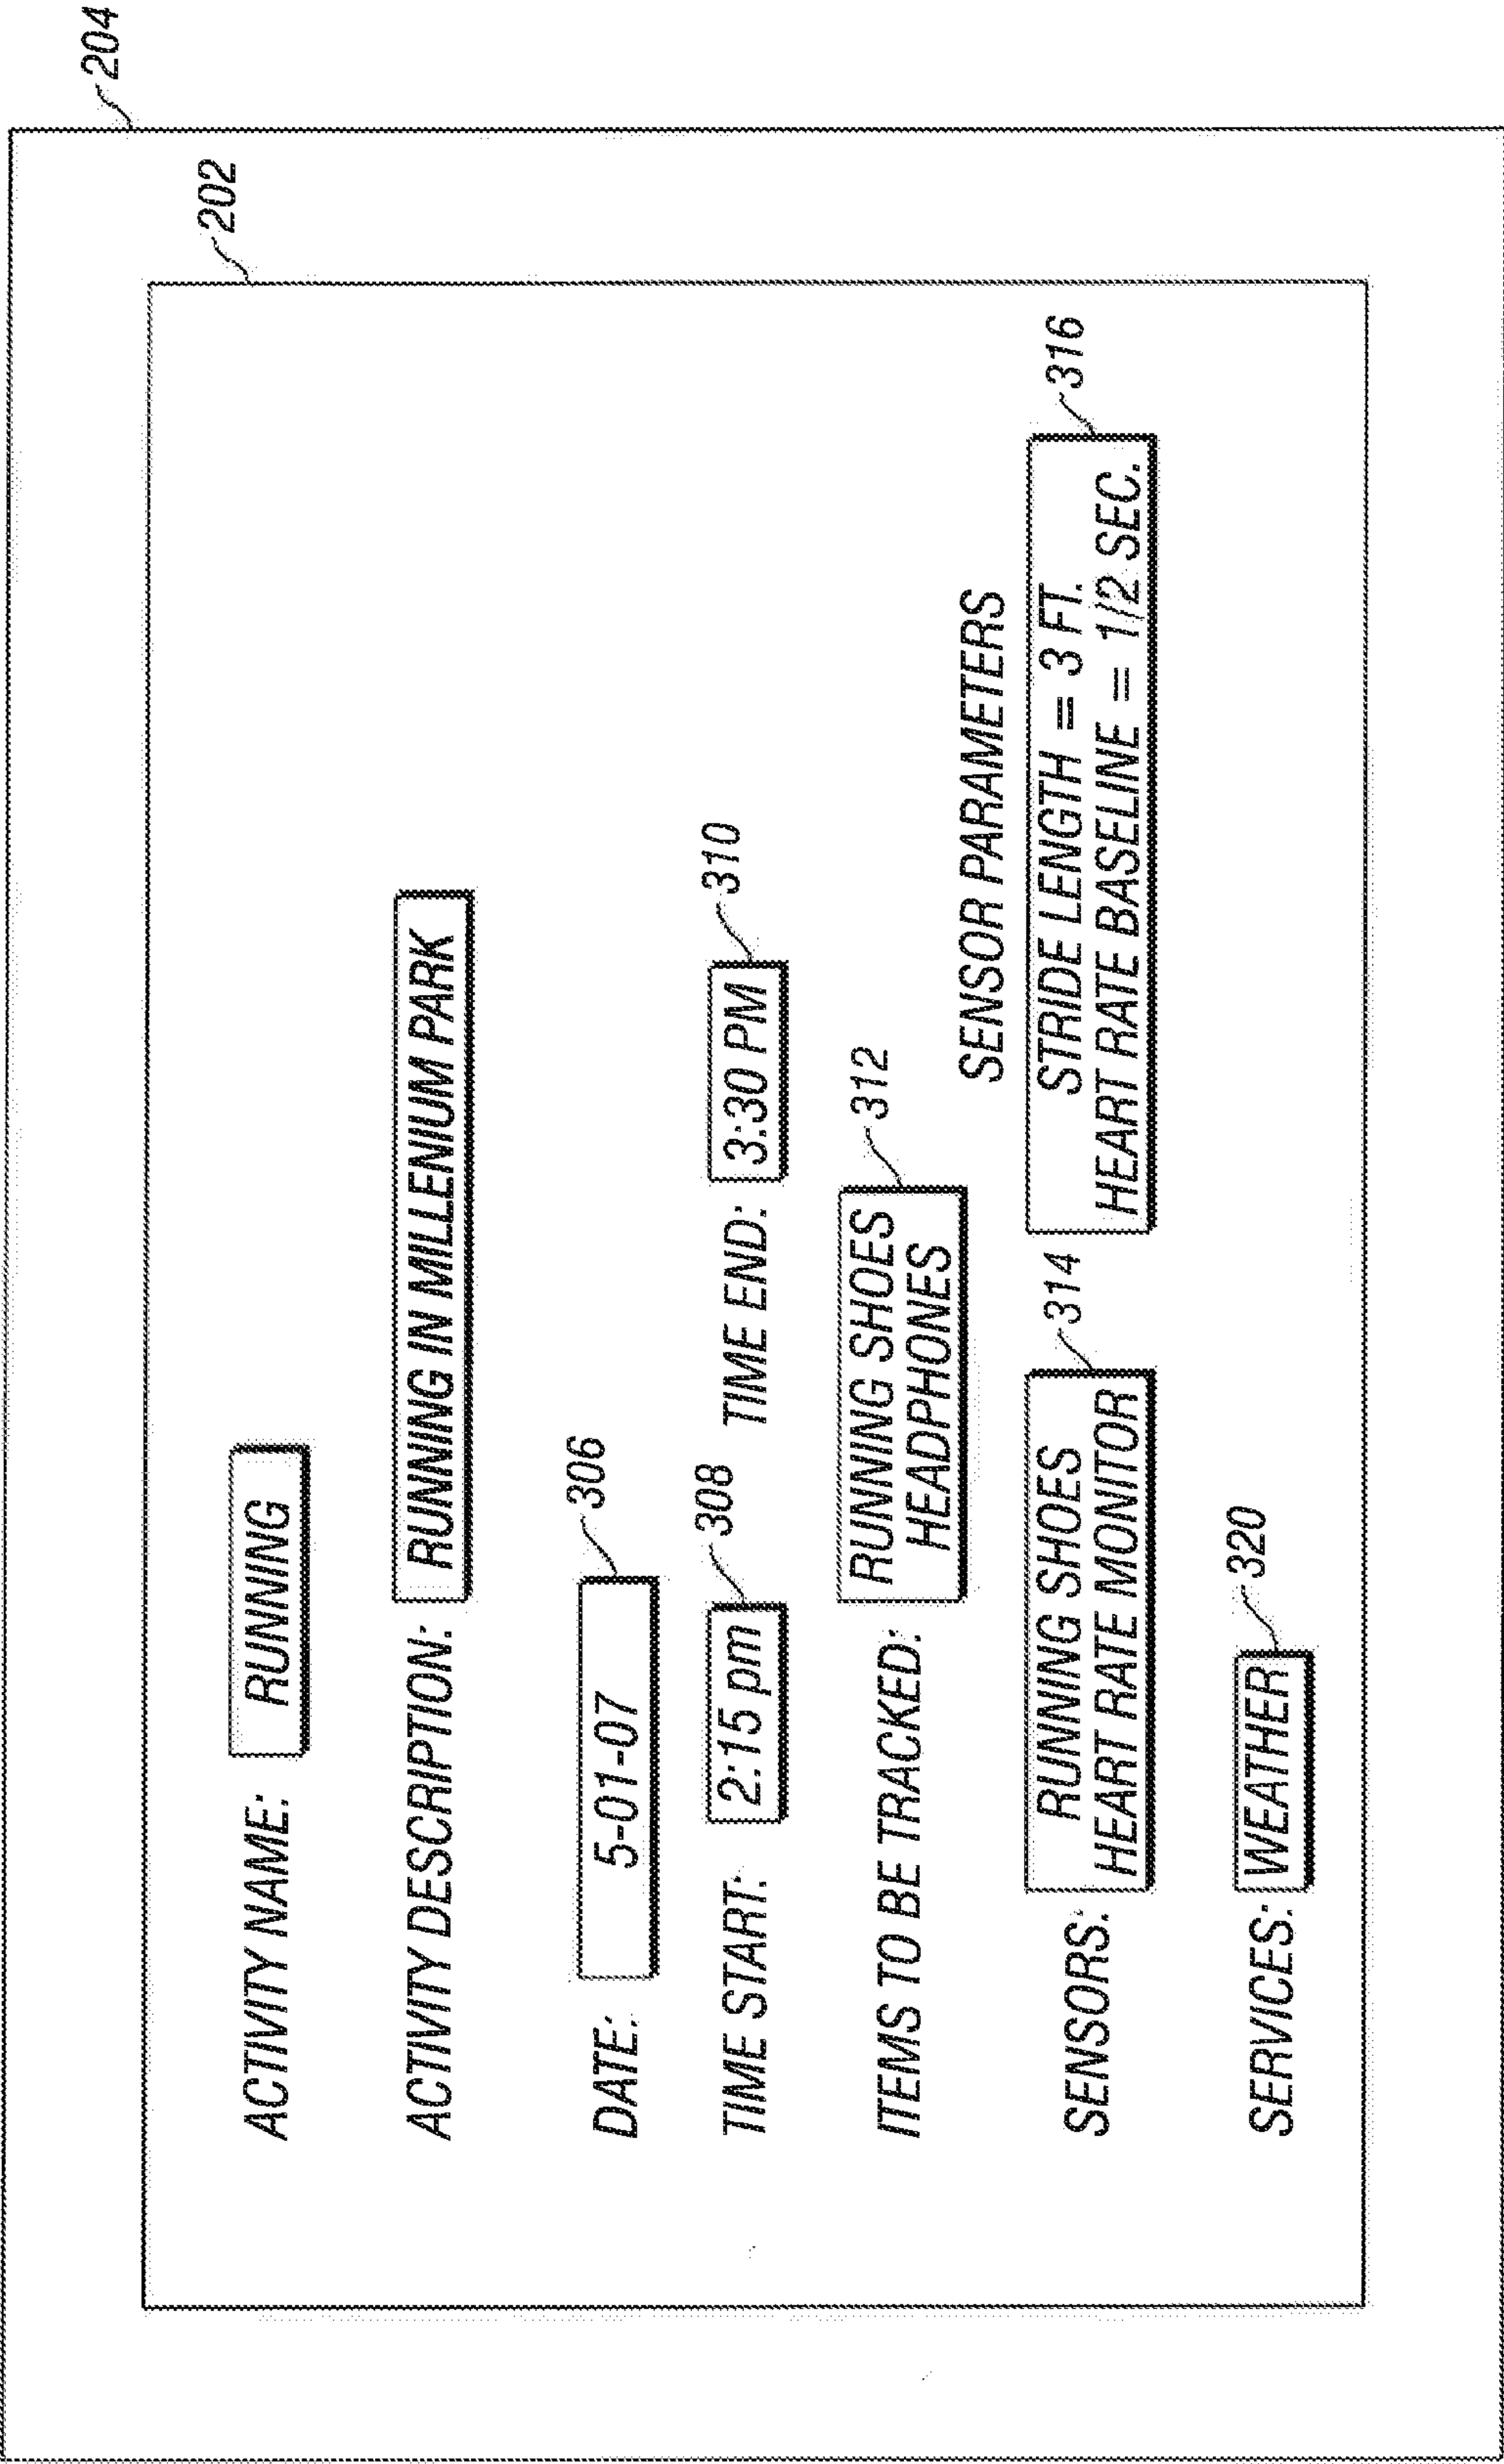 204
202
ACTIVITY NAME: RUNNING
ACTIVITY DESCRIPTION: RUNNING IN MILLENIUM PARK
DATE: 5-01-07 306
TIME START: 2:15 pm 308 TIME END: 3:30 PM 310
ITEMS TO BE TRACKED: RUNNING SHOES 312
HEADPHONES
SENSOR PARAMETERS
SENSORS: RUNNING SHOES 314 STRIDE LENGTH = 3 FT. 316
HEART RATE MONITOR HEART RATE BASELINE = 1/2 SEC.
SERVICES: WEATHER 320